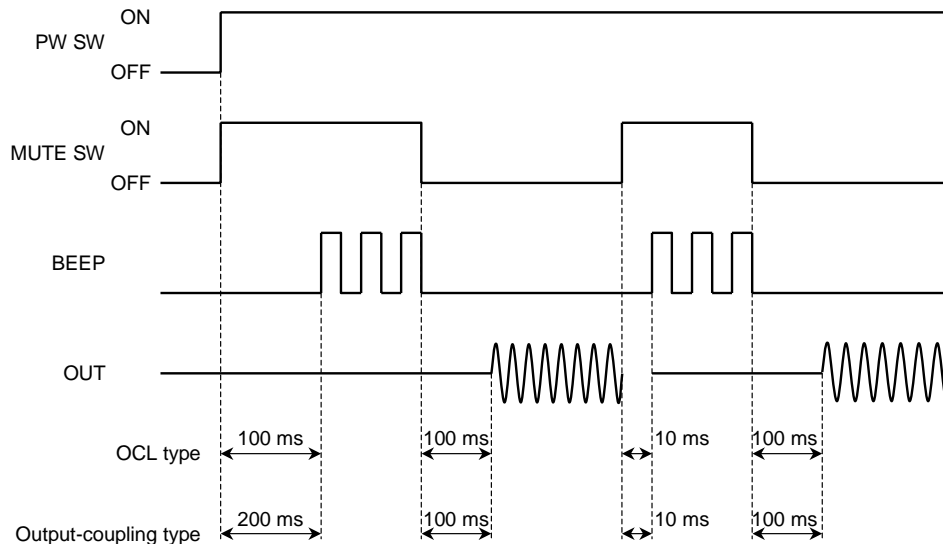 ON
PW SW
OFF
ON
MUTE SW
OFF
BEEP
OUT
OCL type 100 ms 100 ms 10 ms 100 ms
Output-coupling type 200 ms 100 ms 10 ms 100 ms